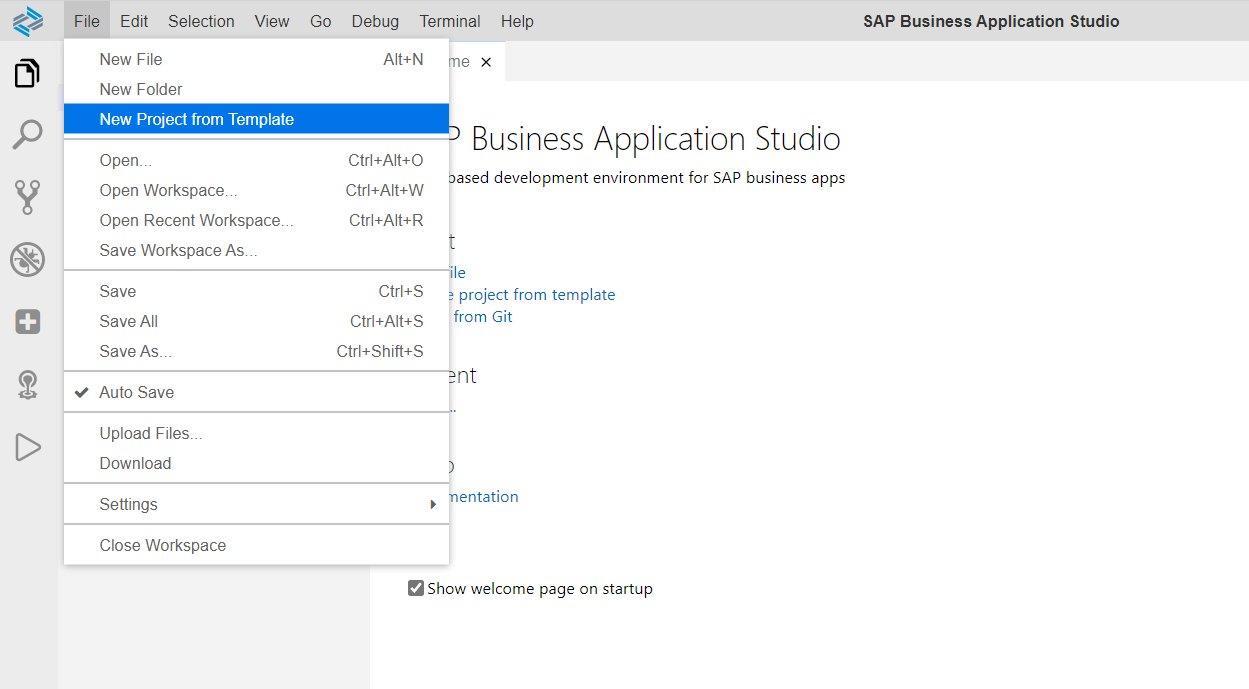 File Edit Selection View Go Debug Terminal Help SAP Business Application Studio
New File Alt+N
New Folder
New Project from Template
Open... Ctrl+Alt+O
Open Workspace... Ctrl+Alt+W
Open Recent Workspace... Ctrl+Alt+R
Save Workspace As...
Save Ctrl+S
Save All Ctrl+Alt+S
Save As... Ctrl+Shift+S
Auto Save
Upload Files...
Download
Settings
Close Workspace
me
P Business Application Studio
based development environment for SAP business apps
t
ile
e project from template
from Git
ent
..
mentation
Show welcome page on startup